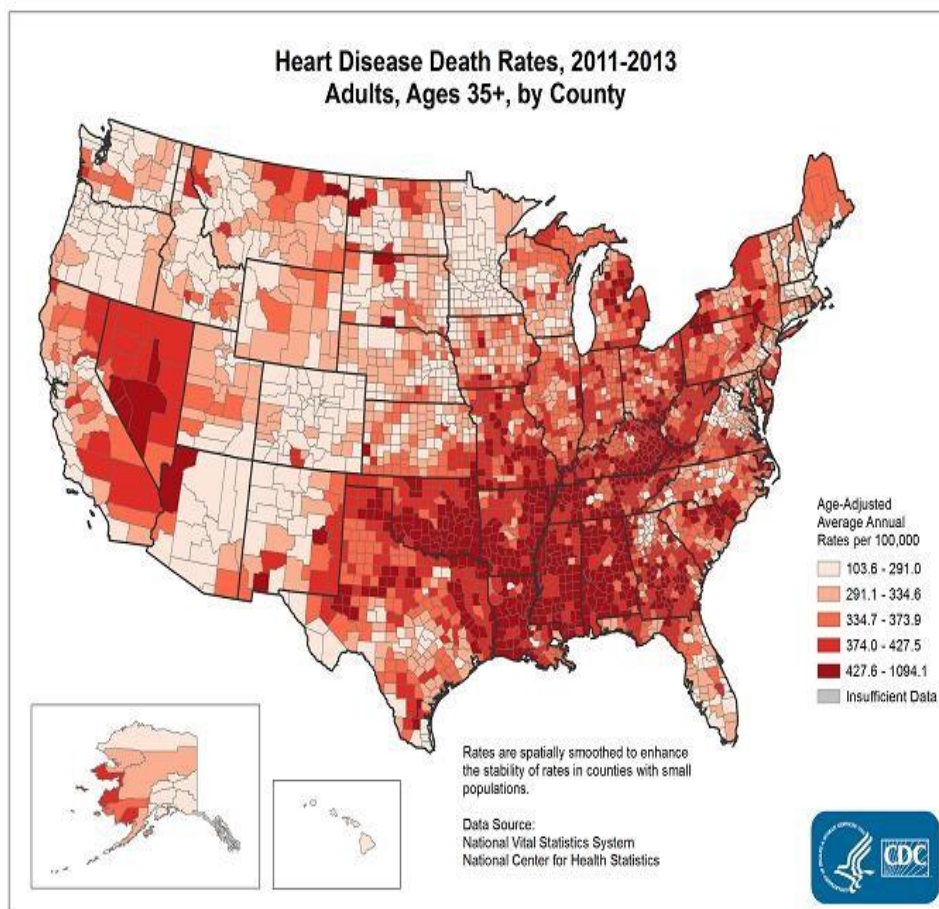 Heart Disease Death Rates, 2011-2013
Adults, Ages 35+, by County
Age-Adjusted
Average Annual
Rates per 100,000
103.6 - 291.0
291.1 - 334.6
334.7 - 373.9
374.0 - 427.5
427.6 - 1094.1
Insufficient Data
Rates are spatially smoothed to enhance
the stability of rates in counties with small
populations.
Data Source:
National Vital Statistics System
National Center for Health Statistics
CDC